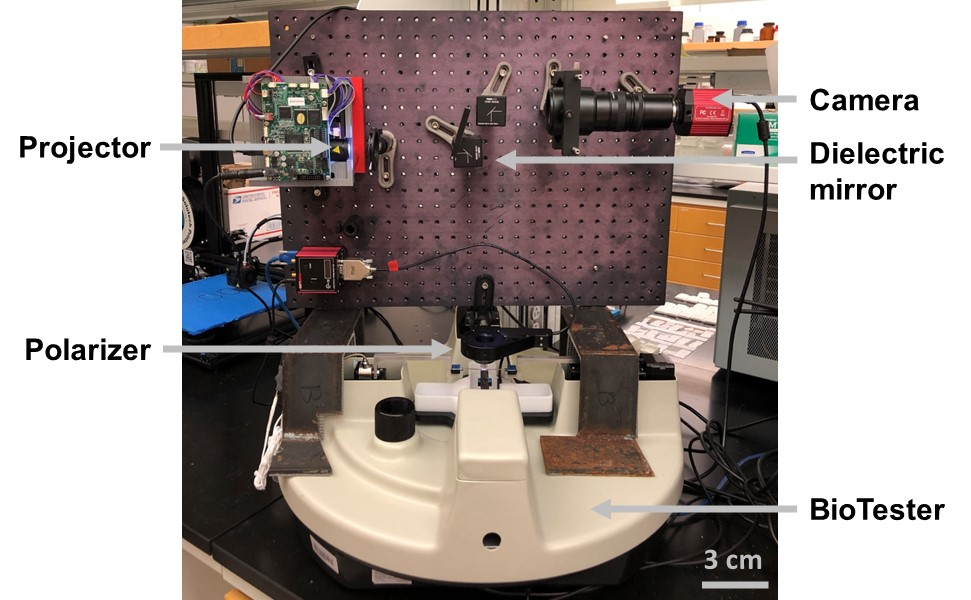 Camera
Projector
Dielectric
mirror
Polarizer
BioTester
3 cm
B
B